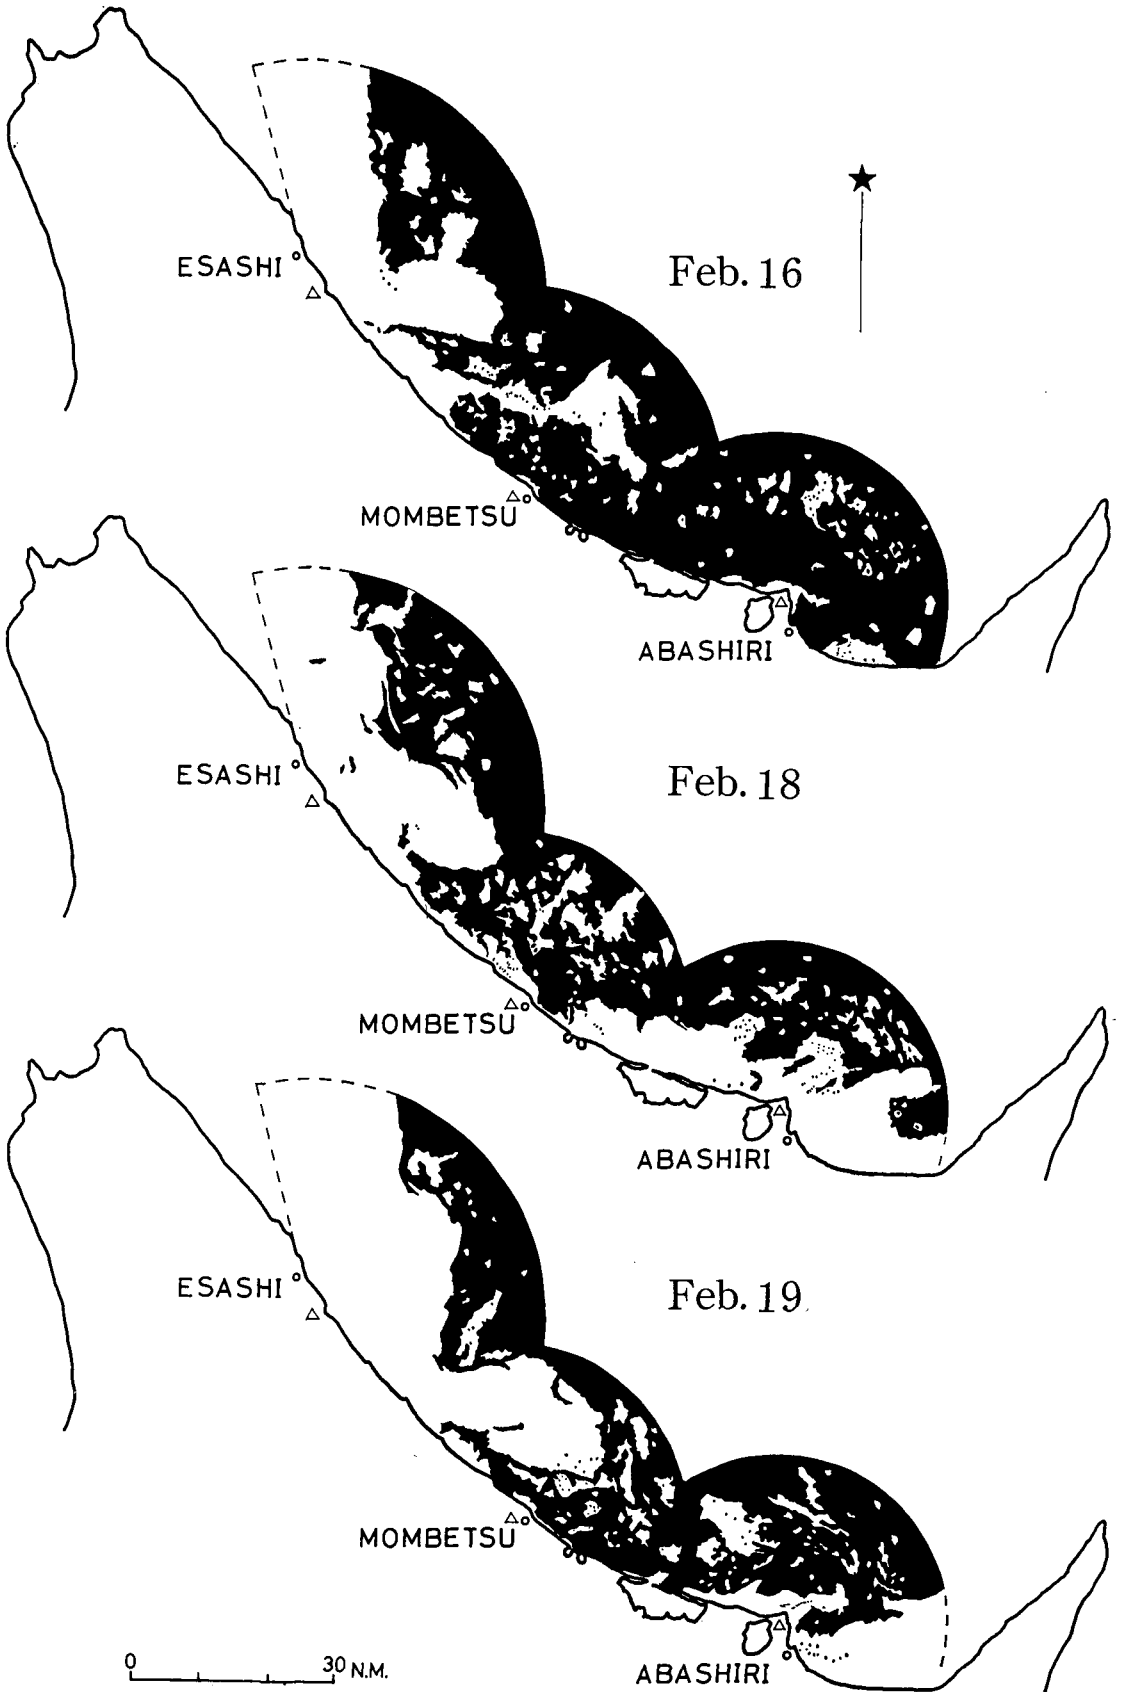 ESASHI
Feb. 16
MOMBETSU
ABASHIRI
ESASHI
Feb. 18
MOMBETSU
ABASHIRI
ESASHI
Feb. 19
MOMBETSU
0 30 N.M.
ABASHIRI